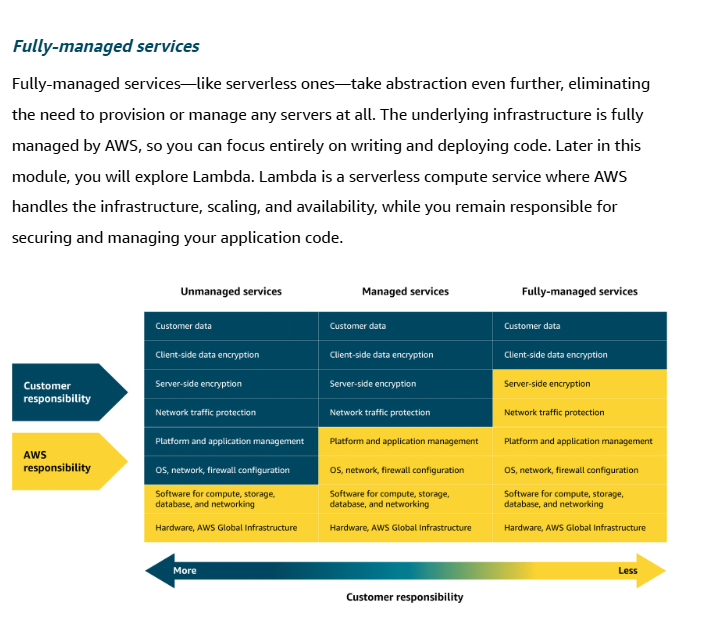 Fully-managed services
Fully-managed services—like serverless ones—take abstraction even further, eliminating
the need to provision or manage any servers at all. The underlying infrastructure is fully
managed by AWS, so you can focus entirely on writing and deploying code. Later in this
module, you will explore Lambda. Lambda is a serverless compute service where AWS
handles the infrastructure, scaling, and availability, while you remain responsible for
securing and managing your application code.
Unmanaged services
Managed services
Fully-managed services
Customer data
Customer data
Customer data
Client-side data encryption
Client-side data encryption
Client-side data encryption
Customer
responsibility
Server-side encryption
Server-side encryption
Server-side encryption
Network traffic protection
Network traffic protection
Network traffic protection
AWS
responsibility
Platform and application management
Platform and application management
Platform and application management
OS, network, firewall configuration
OS, network, firewall configuration
OS, network, firewall configuration
Software for compute, storage,
database, and networking
Software for compute, storage,
database, and networking
Software for compute, storage,
database, and networking
Hardware, AWS Global Infrastructure
Hardware, AWS Global Infrastructure
Hardware, AWS Global Infrastructure
More
Less
Customer responsibility